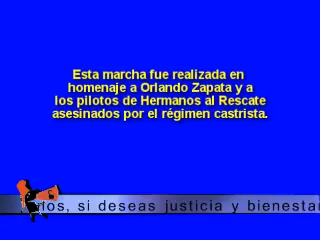 Esta marcha fue realizada en
homenaje a Orlando Zapata y a
los pilotos de Hermanos al Rescate
asesinados por el régimen castrista.
si deseas justicia y bienestar